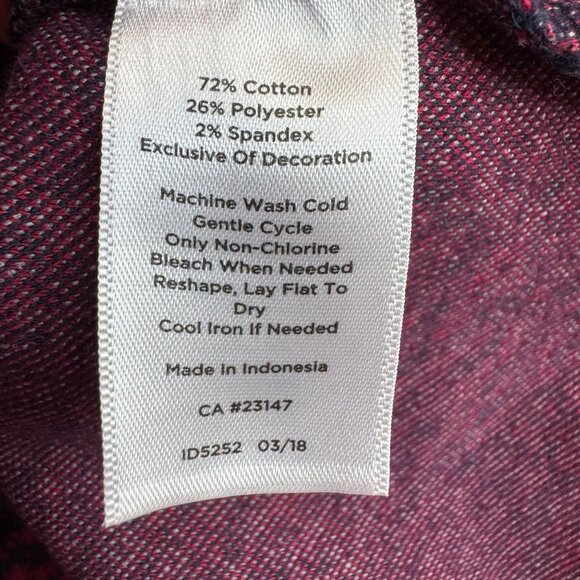 72% Cotton
26% Polyester
2% Spandex
Exclusive Of Decoration
Machine Wash Cold
Gentle Cycle
Only Non-Chlorine
Bleach When Needed
Reshape, Lay Flat To
Dry
Cool Iron If Needed
Made In Indonesia
CA #23147
ID5252 03/18